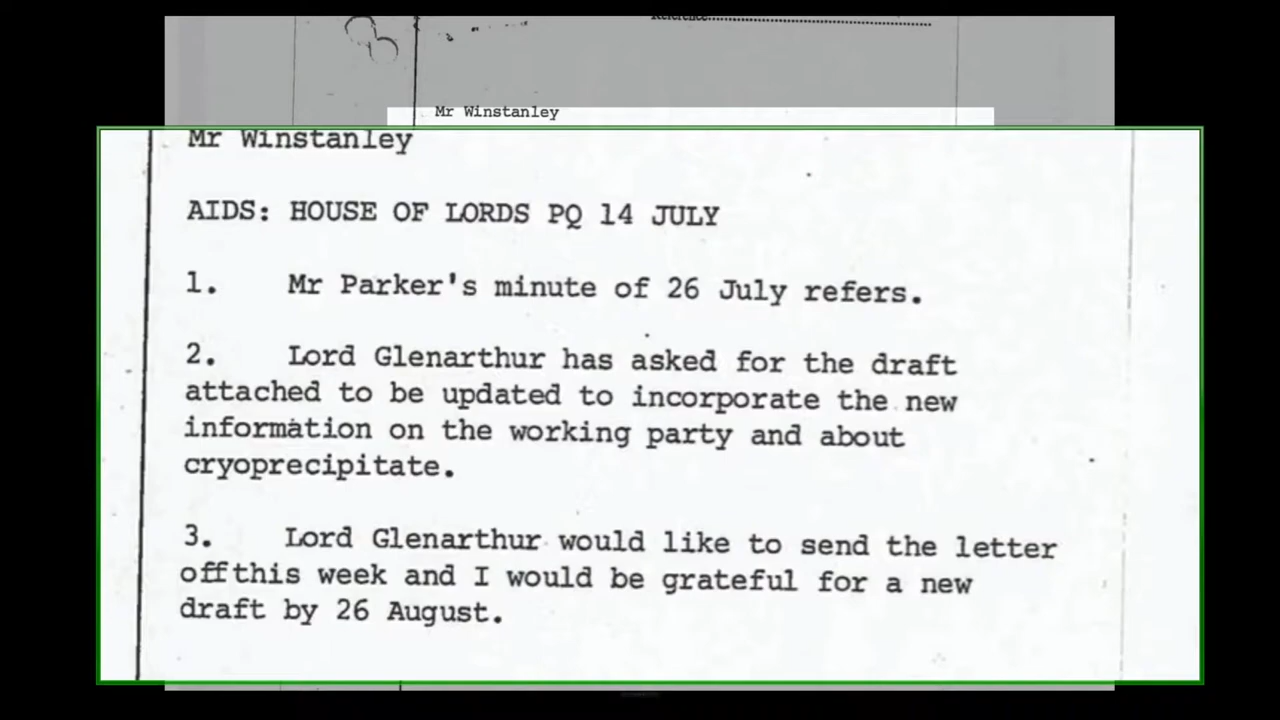 Reference
Mr Winstanley
Mr Winstanley
AIDS: HOUSE OF LORDS PQ 14 JULY
1. Mr Parker's minute of 26 July refers.
2. Lord Glenarthur has asked for the draft
attached to be updated to incorporate the new
information on the working party and about
cryoprecipitate.
3. Lord Glenarthur would like to send the letter
off this week and I would be grateful for a new
draft by 26 August.